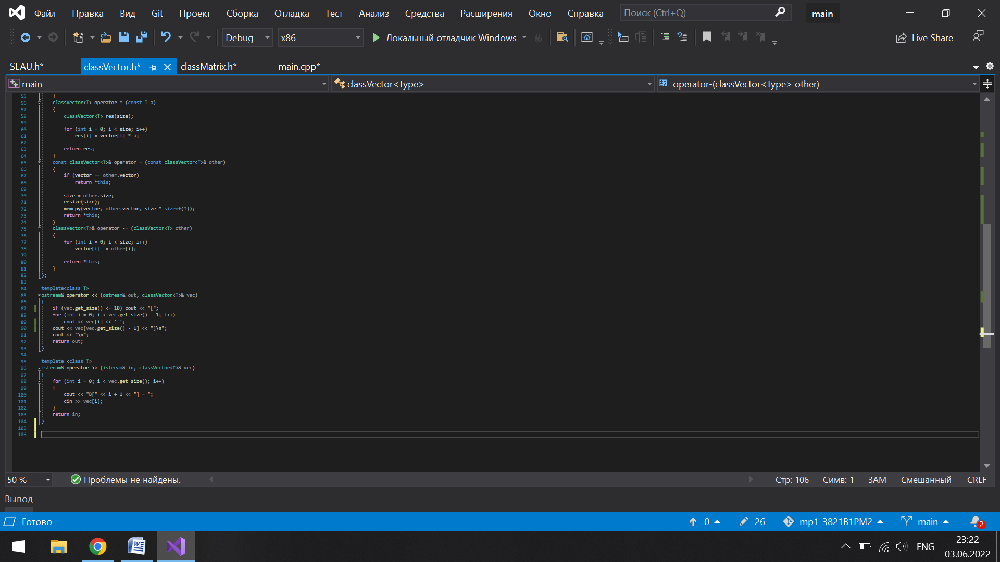 Файл Правка Вид Git Проект Сборка Отладка Тест Анализ Средства Расширения Окно Справка Поиск (Ctrl+Q) main
Debug x86 Локальный отладчик Windows Live Share
SLAU.h* classVector.h* classMatrix.h* main.cpp*
main classVector<Type> operator-(classVector<Type> other)
55 }
56 classVector<T> operator * (const T a)
57 {
58 classVector<T> res(size);
59
60 for (int i = 0; i < size; i++)
61 res[i] = vector[i] * a;
62
63 return res;
64 }
65 const classVector<T>& operator = (const classVector<T>& other)
66 {
67 if (vector == other.vector)
68 return *this;
69
70 size = other.size;
71 resize(size);
72 memcpy(vector, other.vector, size * sizeof(T));
73 return *this;
74 }
75 classVector<T>& operator -= (classVector<T> other)
76 {
77 for (int i = 0; i < size; i++)
78 vector[i] -= other[i];
79
80 return *this;
81 }
82 };
83
84 template<class T>
85 ostream& operator << (ostream& out, classVector<T>& vec)
86 {
87 if (vec.get_size() <= 10) cout << "[";
88 for (int i = 0; i < vec.get_size() - 1; i++)
89 cout << vec[i] << ' ';
90 cout << vec[vec.get_size() - 1] << "]\n";
91 cout << "\n";
92 return out;
93 }
94
95 template <class T>
96 istream& operator >> (istream& in, classVector<T>& vec)
97 {
98 for (int i = 0; i < vec.get_size(); i++)
99 {
100 cout << "B[" << i + 1 << "] = ";
101 cin >> vec[i];
102 }
103 return in;
104 }
105
106
50 % Проблемы не найдены. Стр: 106 Симв: 1 ЗАМ Смешанный CRLF
Вывод
Готово 0 26 mp1-3821B1PM2 main 2
ENG 23:22
03.06.2022